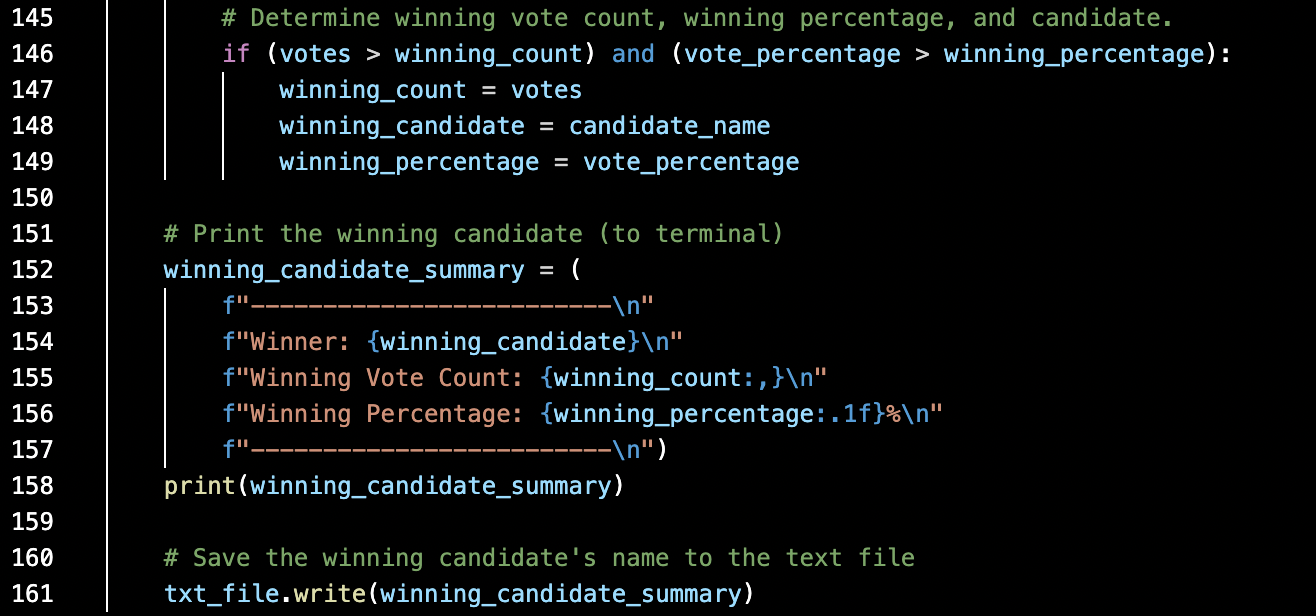 145 # Determine winning vote count, winning percentage, and candidate.
146 if (votes > winning_count) and (vote_percentage > winning_percentage):
147 winning_count = votes
148 winning_candidate = candidate_name
149 winning_percentage = vote_percentage
150
151 # Print the winning candidate (to terminal)
152 winning_candidate_summary = (
153 f"-------------------------\n"
154 f"Winner: {winning_candidate}\n"
155 f"Winning Vote Count: {winning_count:,}\n"
156 f"Winning Percentage: {winning_percentage:.1f}%\n"
157 f"-------------------------\n")
158 print(winning_candidate_summary)
159
160 # Save the winning candidate's name to the text file
161 txt_file.write(winning_candidate_summary)